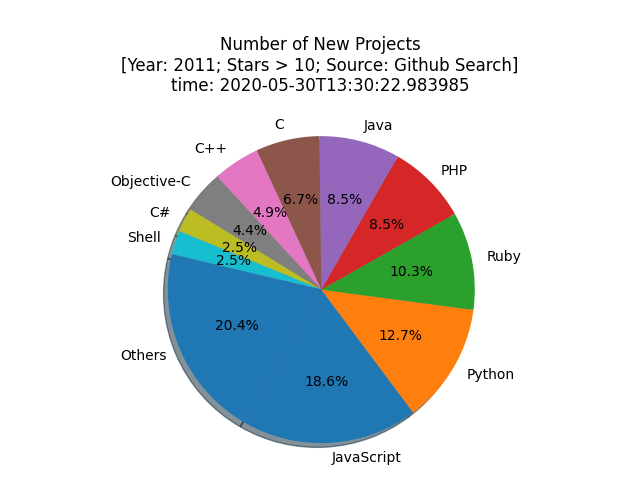 Number of New Projects
[Year: 2011; Stars > 10; Source: Github Search]
time: 2020-05-30T13:30:22.983985
C
Java
C++
PHP
Objective-C
6.7%
8.5%
C#
4.9%
8.5%
Shell
4.4%
2.5%
2.5%
Ruby
10.3%
20.4%
12.7%
Others
Python
18.6%
JavaScript